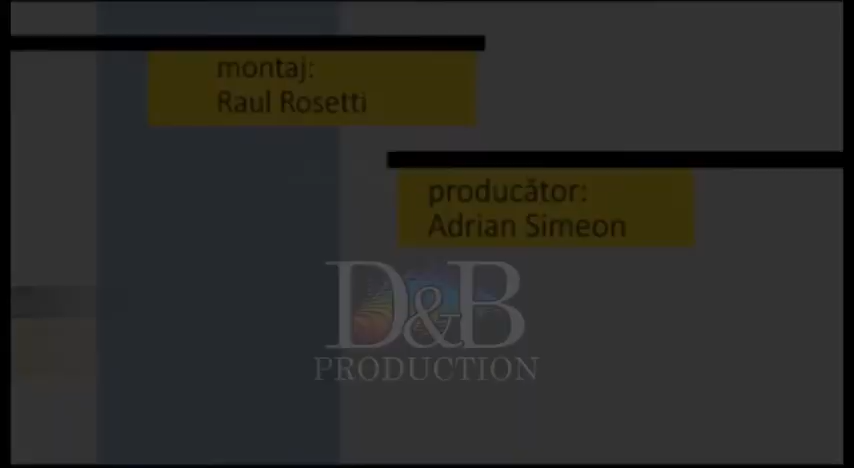 montaj:
Raul Rosetti
producător:
Adrian Simeon
D&B
PRODUCTION